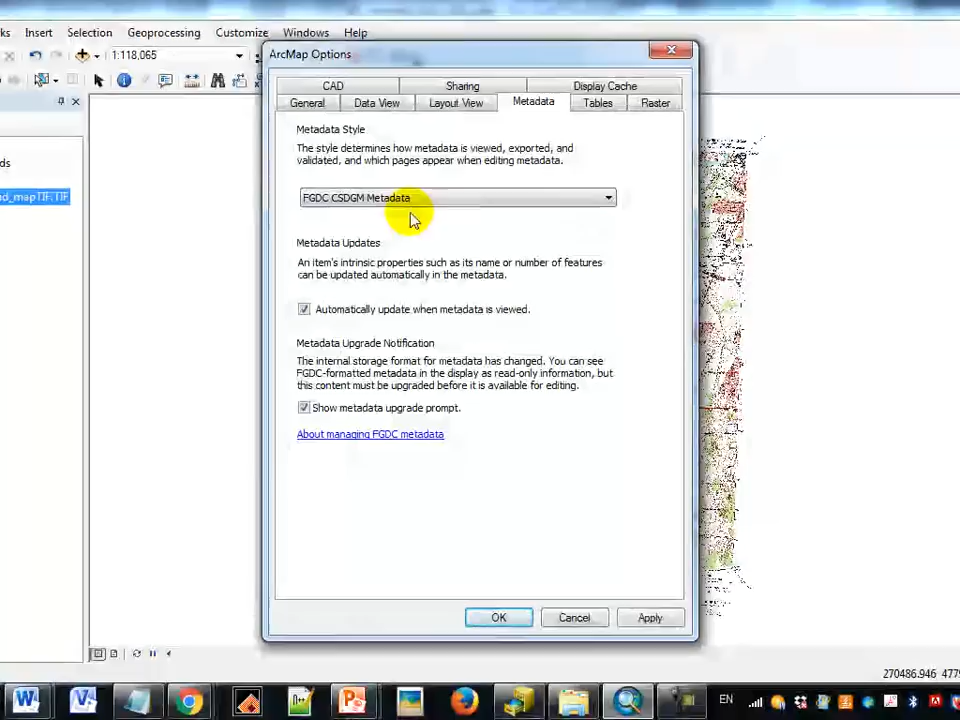 ks Insert Selection Geoprocessing Customize Windows Help
1:118,065
ArcMap Options
CAD Sharing Display Cache
General Data View Layout View Metadata Tables Raster
Metadata Style
The style determines how metadata is viewed, exported, and
validated, and which pages appear when editing metadata.
ds
nd_mapTIF.TIF
FGDC CSDGM Metadata
Metadata Updates
An item's intrinsic properties such as its name or number of features
can be updated automatically in the metadata.
Automatically update when metadata is viewed.
Metadata Upgrade Notification
The internal storage format for metadata has changed. You can see
FGDC-formatted metadata in the display as read-only information, but
this content must be upgraded before it is available for editing.
Show metadata upgrade prompt.
About managing FGDC metadata
OK Cancel Apply
270486.946 4779
EN